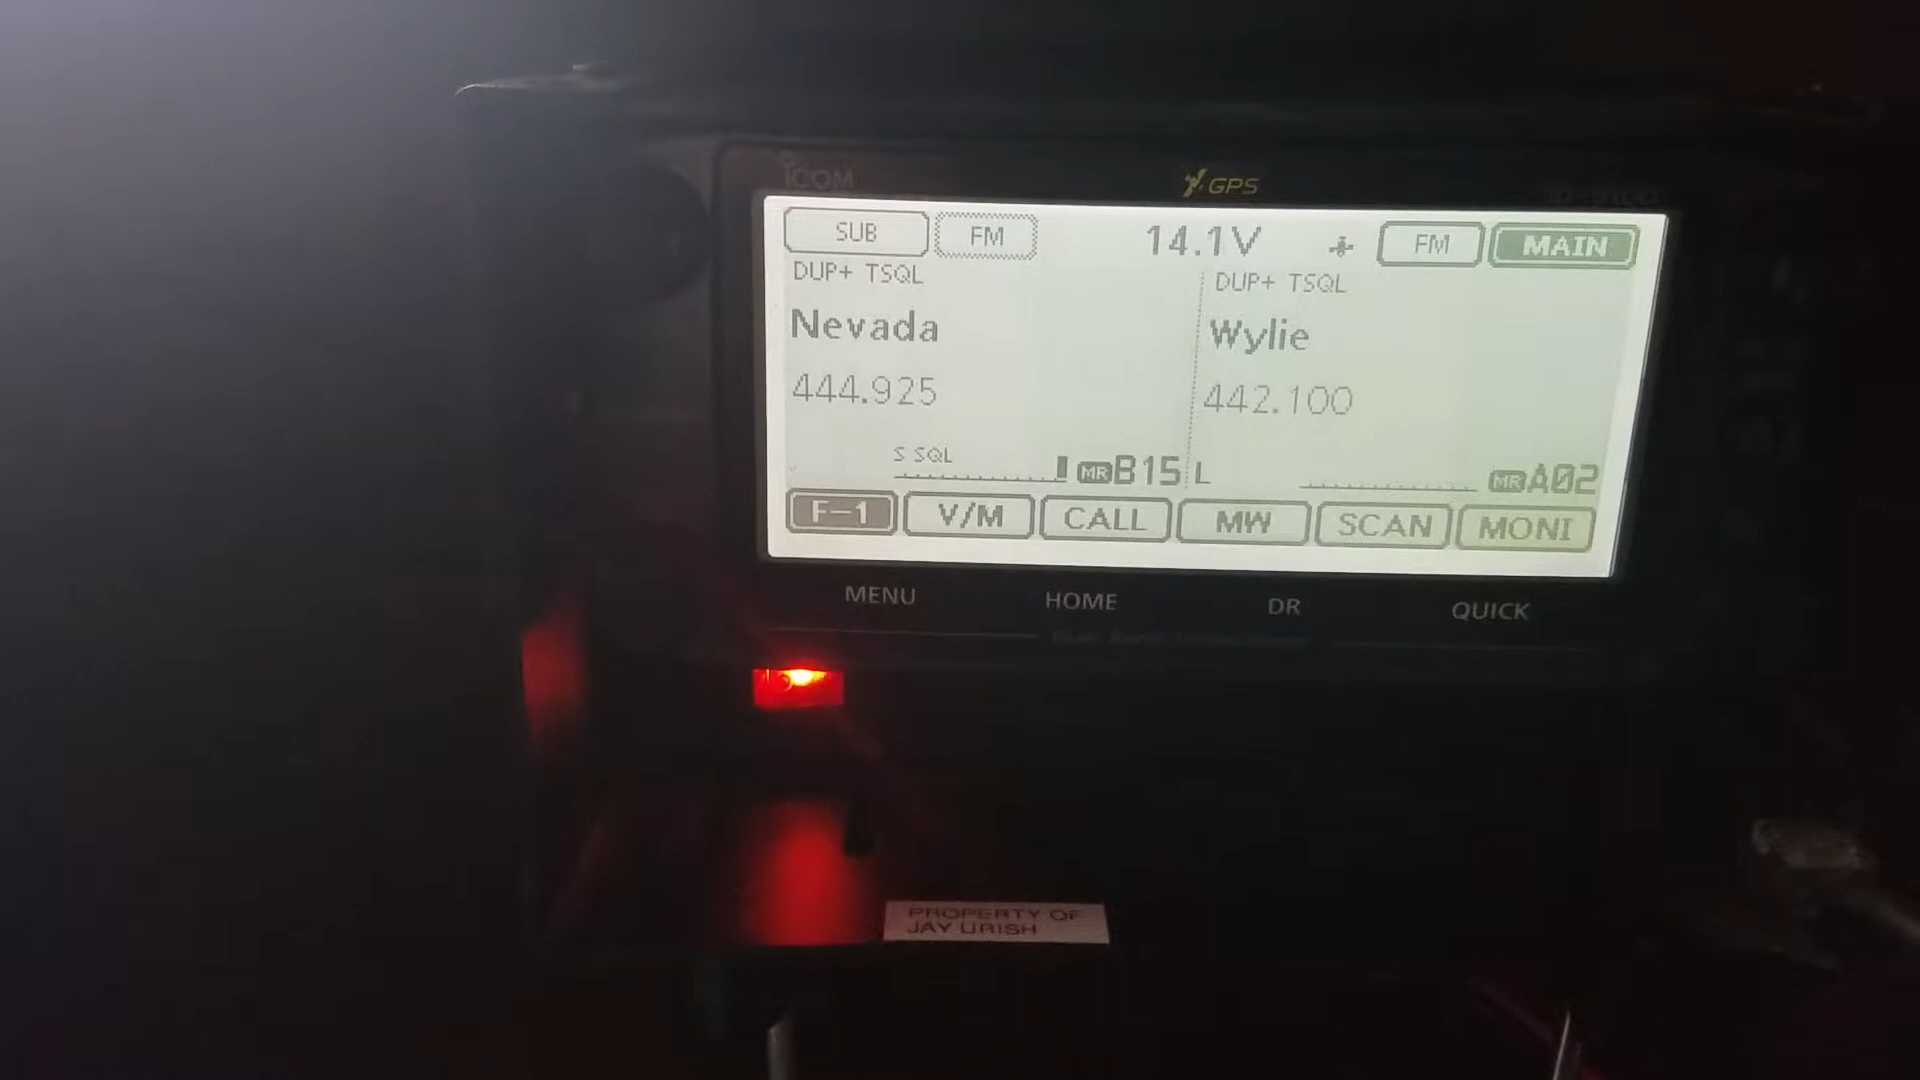 ICOM
GPS
SUB FM 14.1V FM MAIN
DUP+ TSQL
DUP+ TSQL
Nevada
Wylie
444.925
442.100
S SQL
MR B15
L
MR A02
F-1 V/M CALL MW SCAN MONI
MENU HOME DR QUICK
PROPERTY OF
JAY URISH